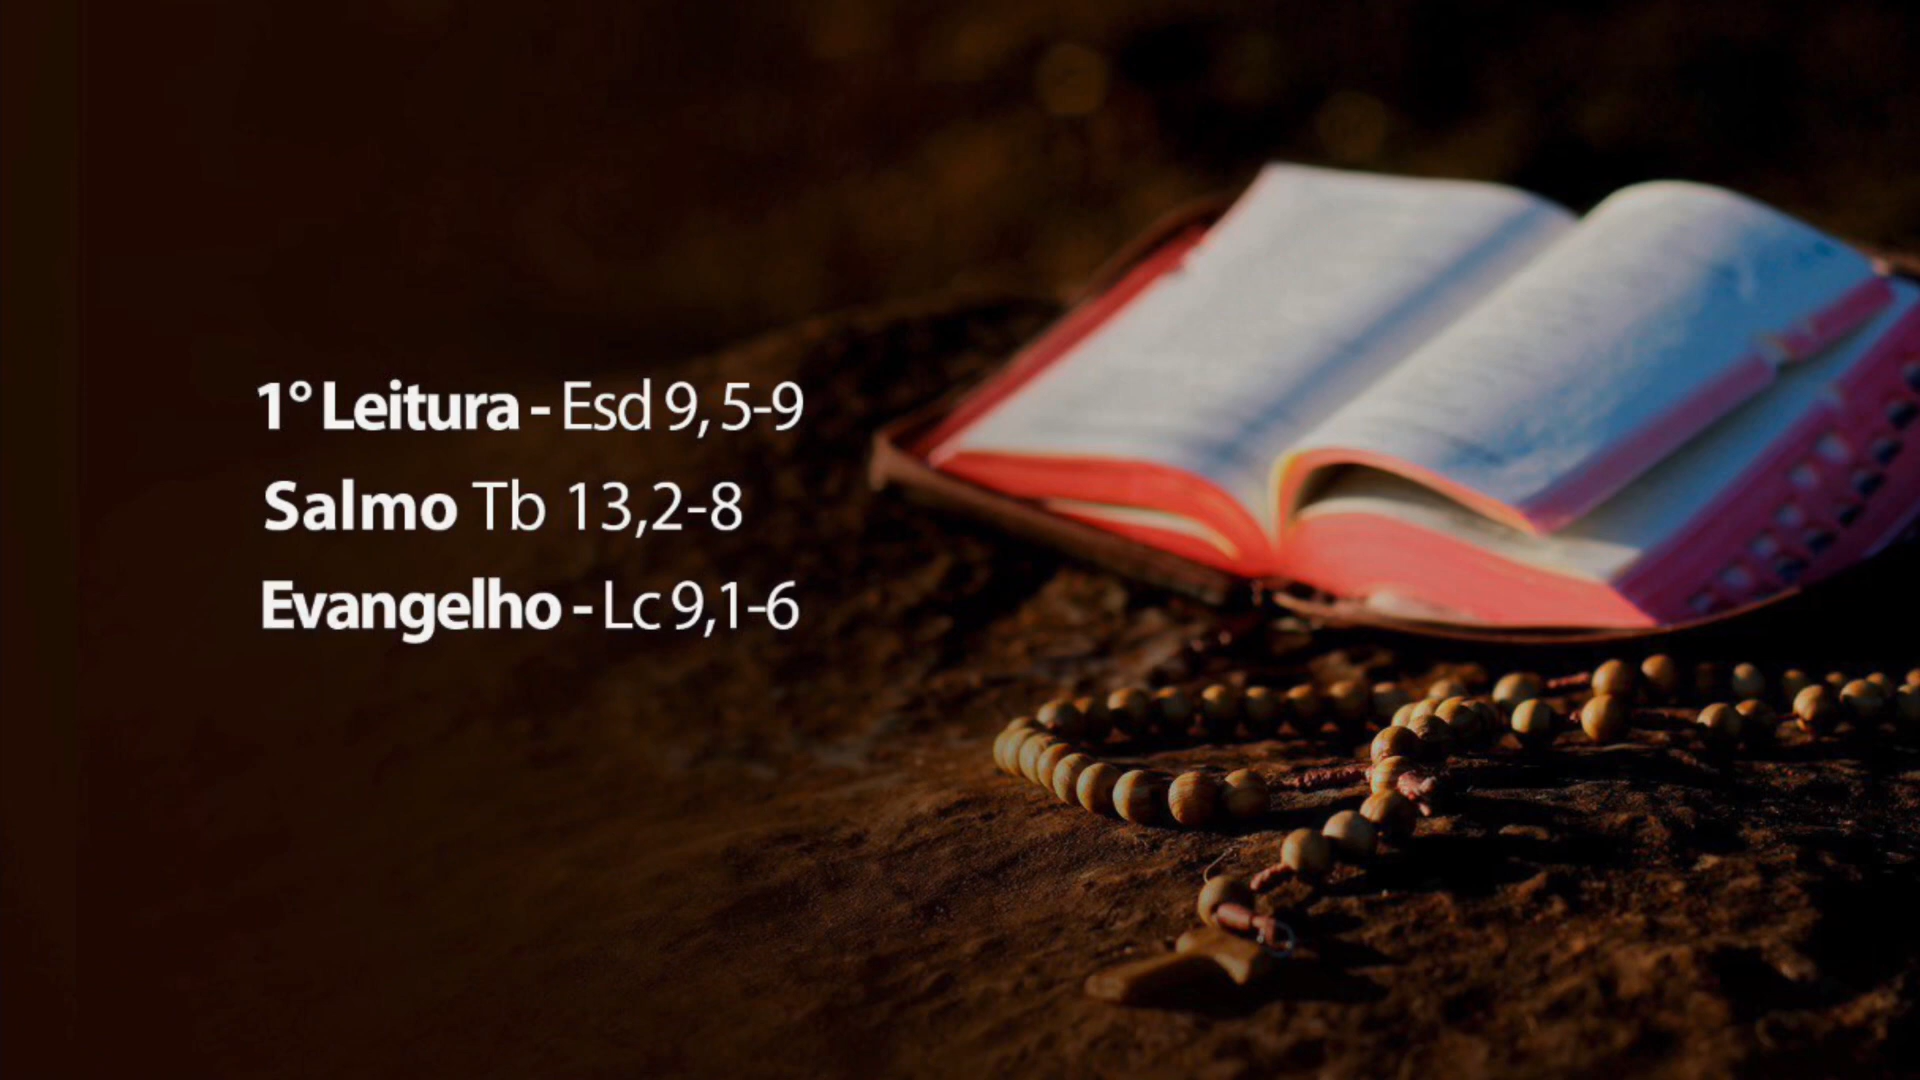 1° Leitura - Esd 9, 5-9
Salmo Tb 13,2-8
Evangelho - Lc 9,1-6